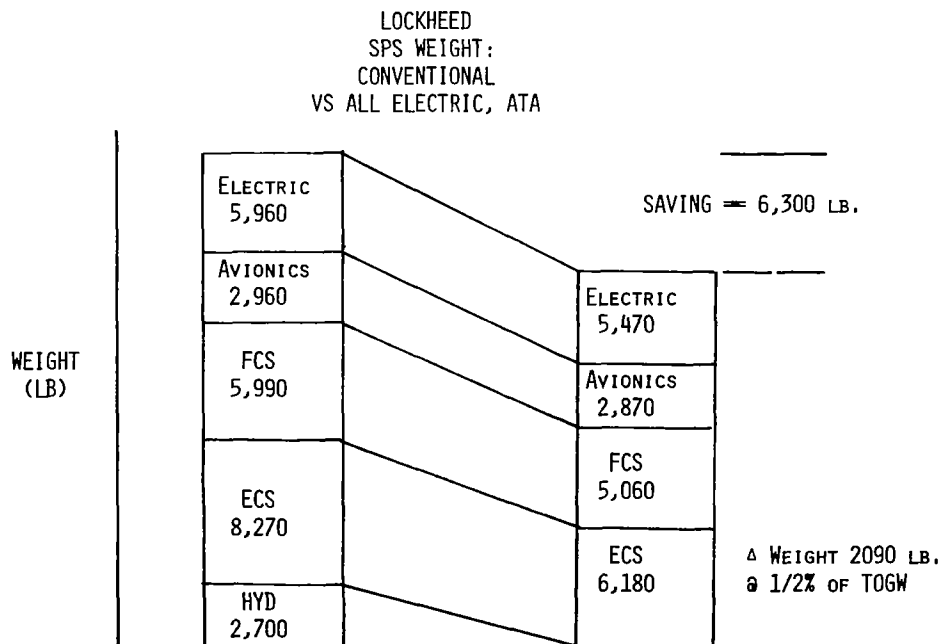 LOCKHEED
SPS WEIGHT:
CONVENTIONAL
VS ALL ELECTRIC, ATA
WEIGHT
(LB)
ELECTRIC
5,960
AVIONICS
2,960
FCS
5,990
ECS
8,270
HYD
2,700
ELECTRIC
5,470
AVIONICS
2,870
FCS
5,060
ECS
6,180
SAVING = 6,300 LB.
Δ WEIGHT 2090 LB.
@ 1/2% OF TOGW